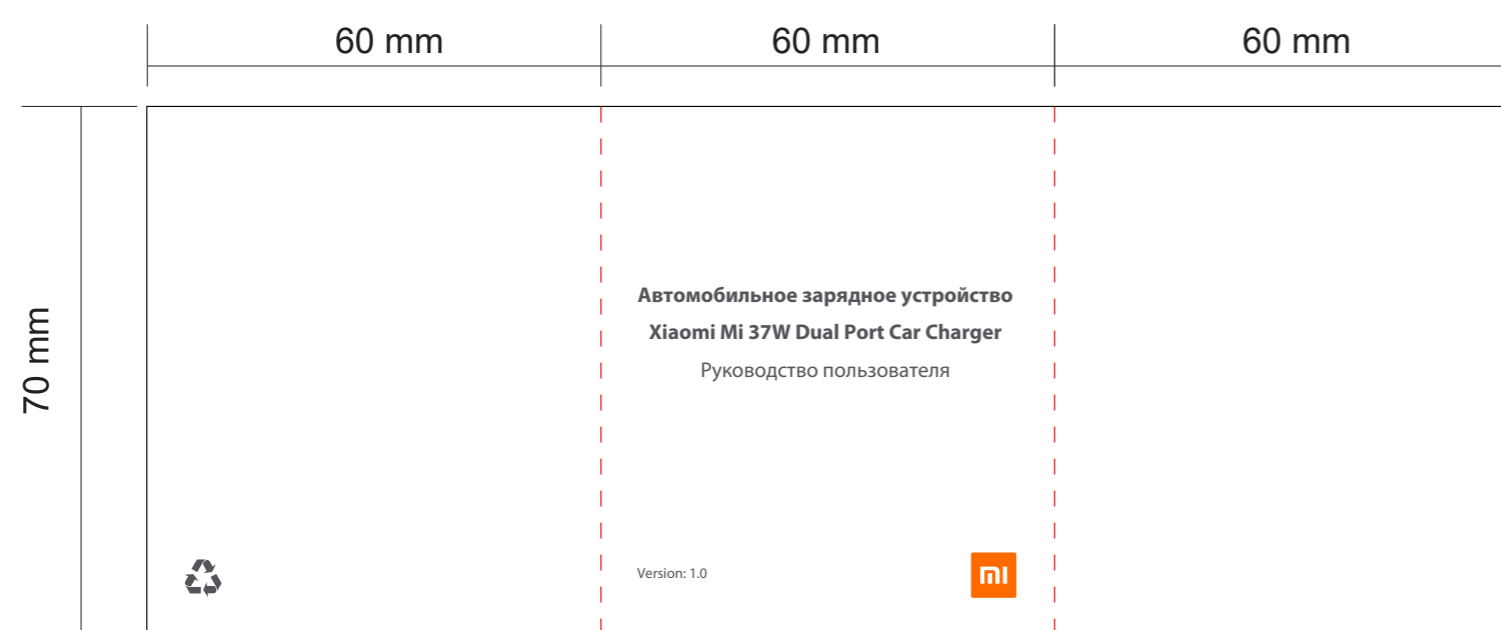 60 mm
60 mm
60 mm
70 mm
Автомобильное зарядное устройство
Xiaomi Mi 37W Dual Port Car Charger
Руководство пользователя
Version: 1.0
mi